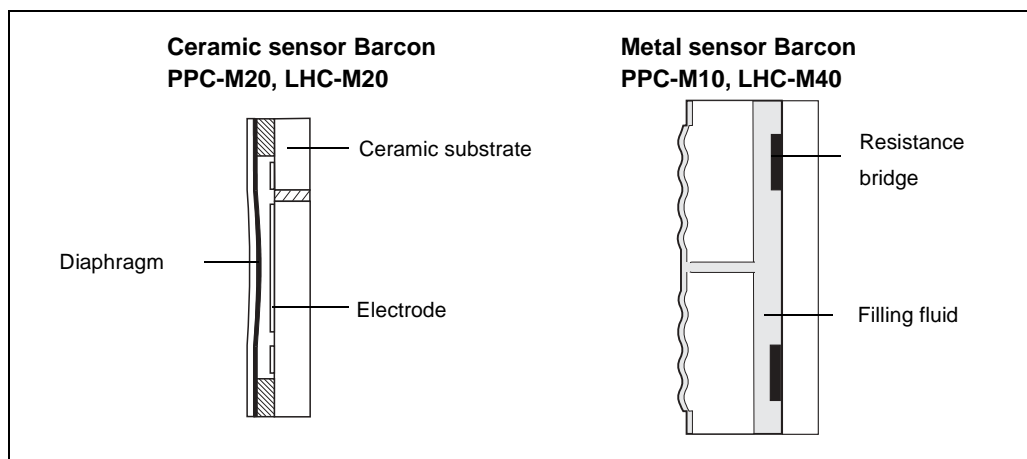 Ceramic sensor Barcon
PPC-M20, LHC-M20
Ceramic substrate
Diaphragm
Electrode
Metal sensor Barcon
PPC-M10, LHC-M40
Resistance
bridge
Filling fluid